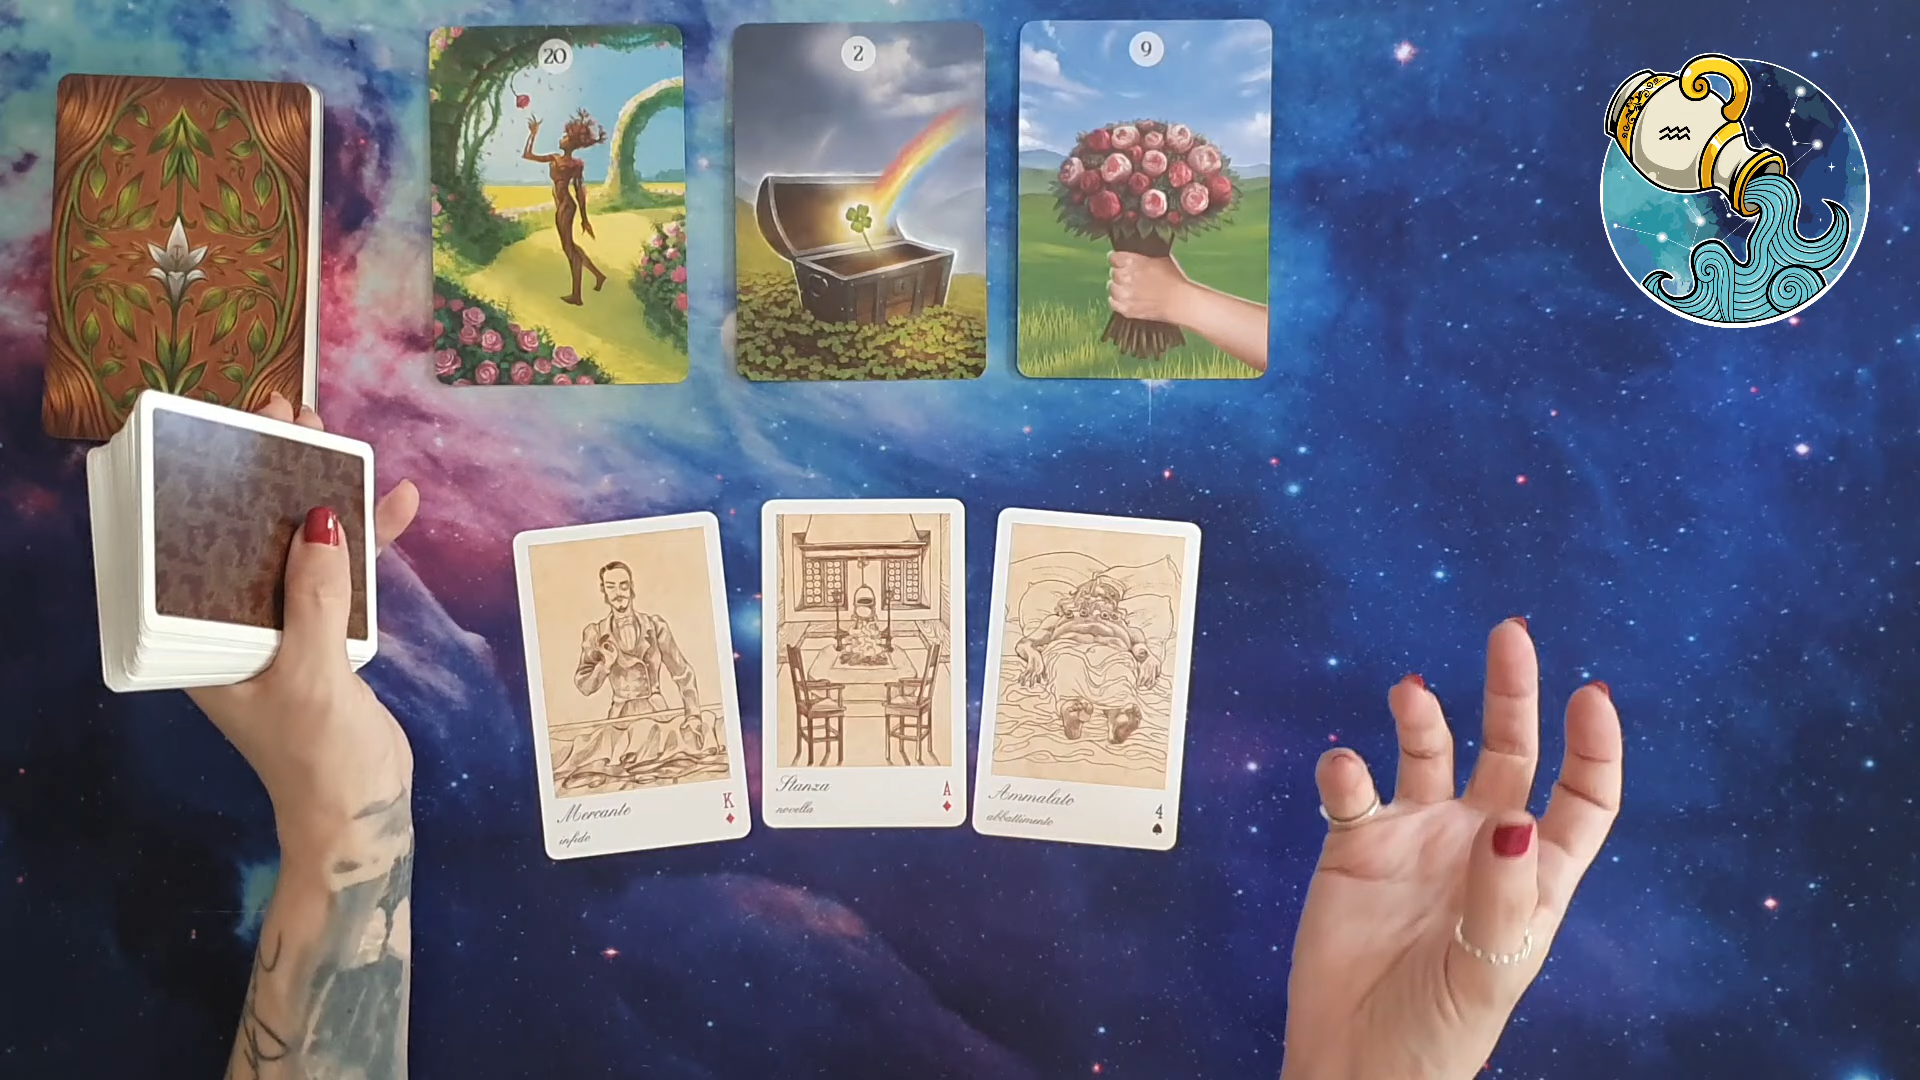 20
2
9
Mercante
infido
K
Stanza
novella
A
Ammalato
abbattimento
4